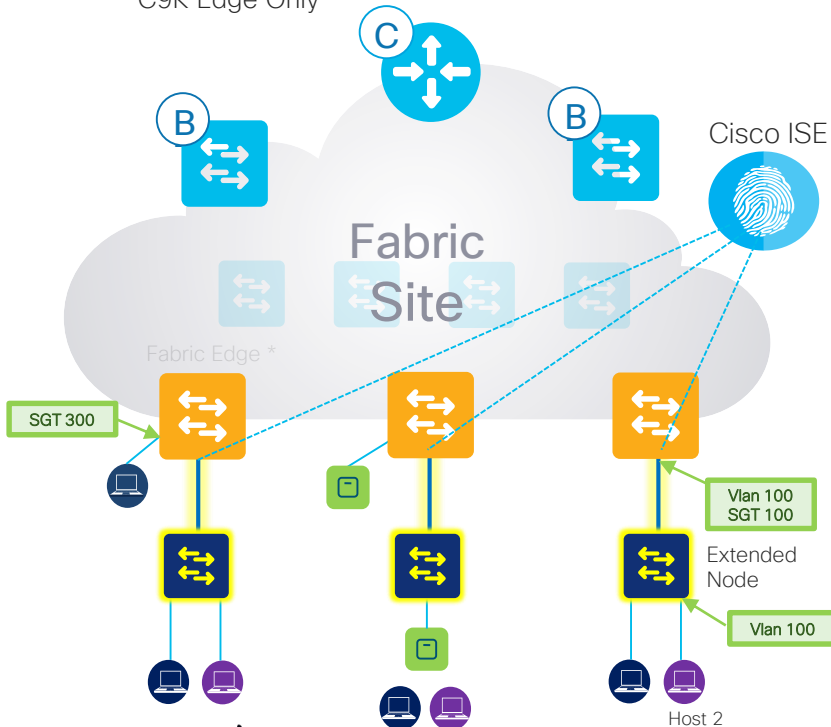 C9K Edge Only
C
B
B
Cisco ISE
Fabric
Site
Fabric Edge *
SGT 300
Vlan 100
SGT 100
Extended
Node
Vlan 100
Host 2